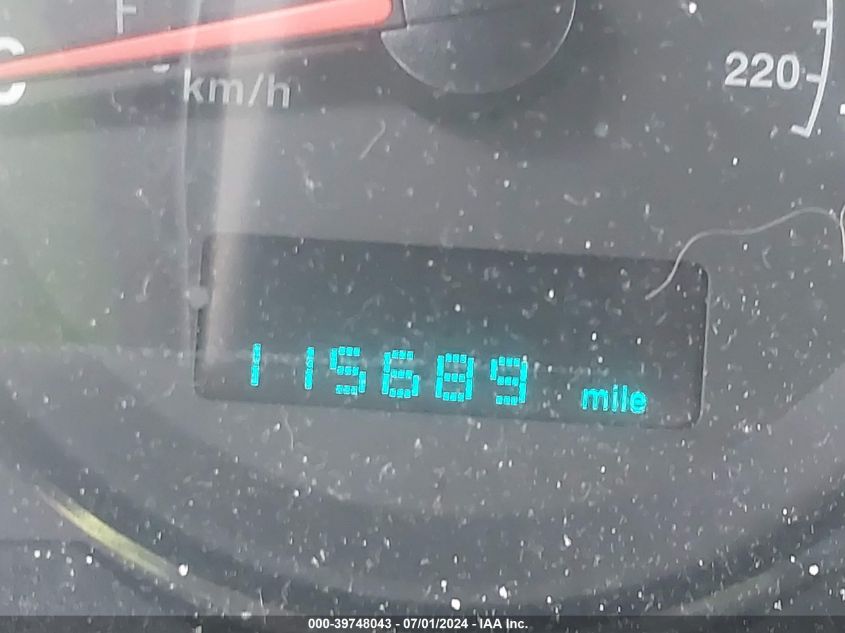 F
km/h
220
115689 mile
000-39748043 - 07/01/2024 - IAA Inc.